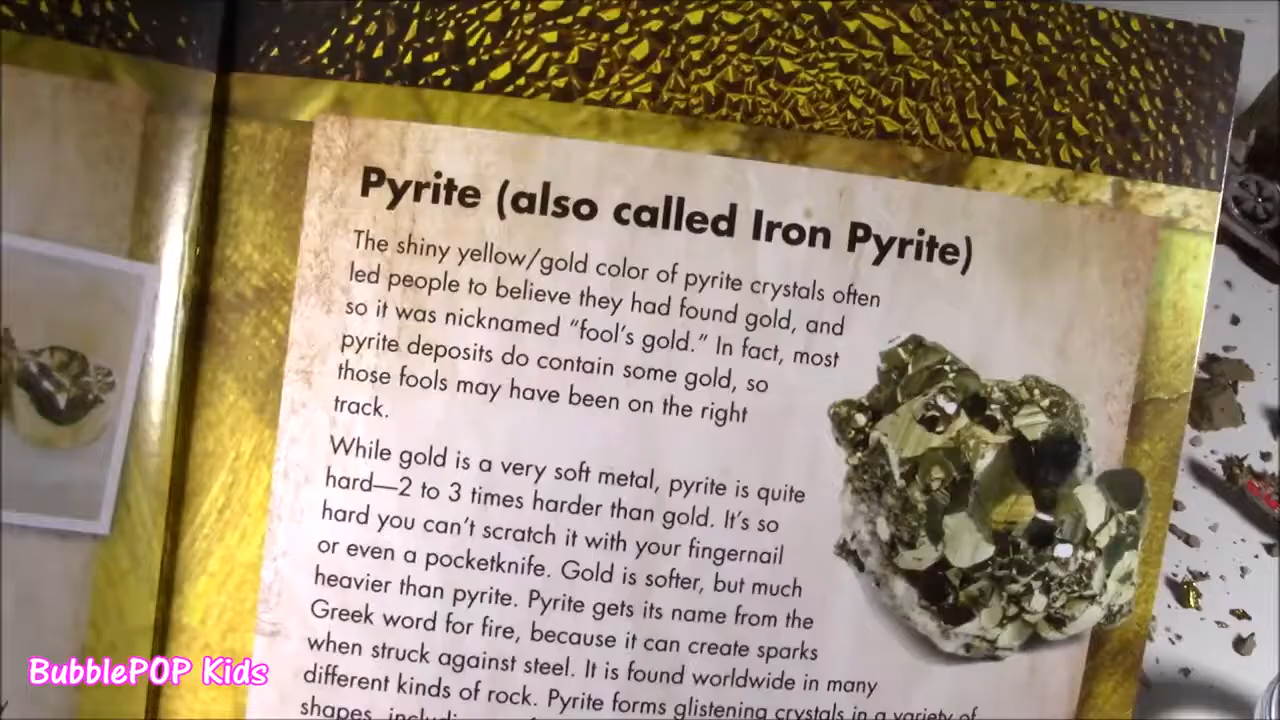 Pyrite (also called Iron Pyrite)
The shiny yellow/gold color of pyrite crystals often
led people to believe they had found gold, and
so it was nicknamed “fool’s gold.” In fact, most
pyrite deposits do contain some gold, so
those fools may have been on the right
track.
While gold is a very soft metal, pyrite is quite
hard—2 to 3 times harder than gold. It’s so
hard you can’t scratch it with your fingernail
or even a pocketknife. Gold is softer, but much
heavier than pyrite. Pyrite gets its name from the
Greek word for fire, because it can create sparks
when struck against steel. It is found worldwide in many
different kinds of rock. Pyrite forms glistening crystals in a variety of
shapes,
BubblePOP Kids